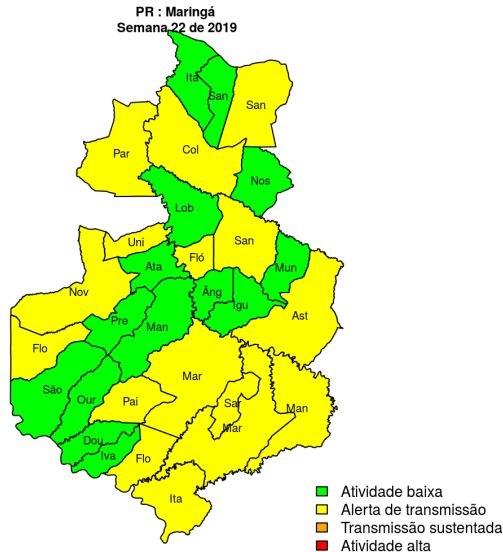 PR : Maringá
Semana 22 de 2019
Ita
San
San
Par
Col
Nos
Lob
Uni
San
Fló
Ata
Mun
Nov
Âng
Igu
Ast
Pre
Man
Flo
Mar
São
Our
Pai
Sar
Man
Mar
Dou
Iva
Flo
Ita
Atividade baixa
Alerta de transmissão
Transmissão sustentada
Atividade alta